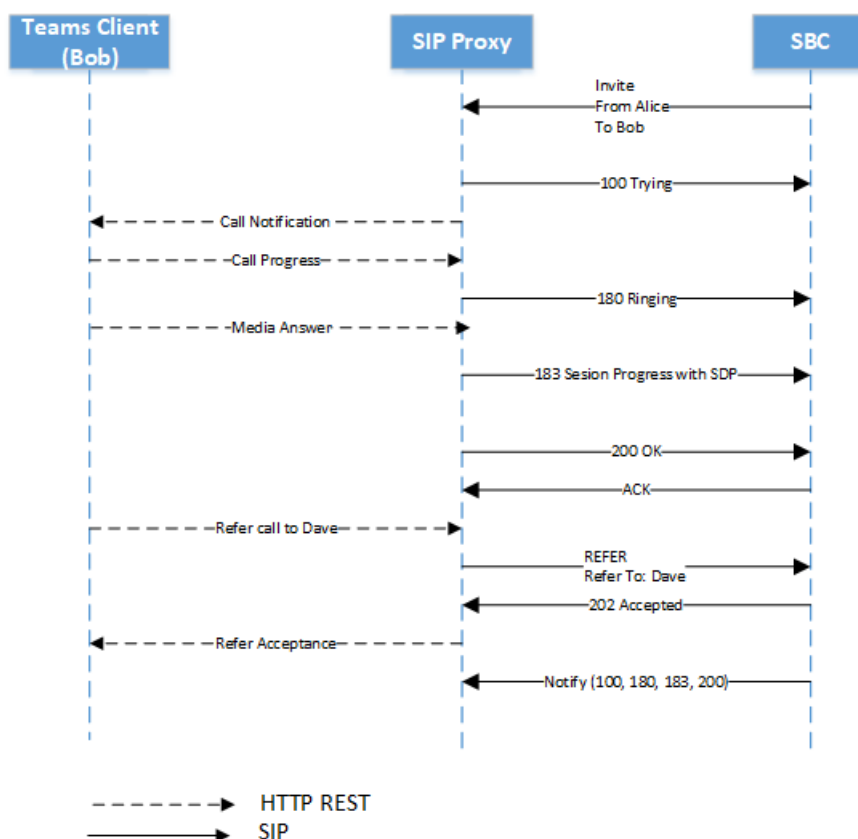 Teams Client
(Bob)
SIP Proxy
SBC
Invite
From Alice
To Bob
100 Trying
Call Notification
Call Progress
180 Ringing
Media Answer
183 Sesion Progress with SDP
200 OK
ACK
Refer call to Dave
REFER
Refer To: Dave
202 Accepted
Refer Acceptance
Notify (100, 180, 183, 200)
HTTP REST
SIP